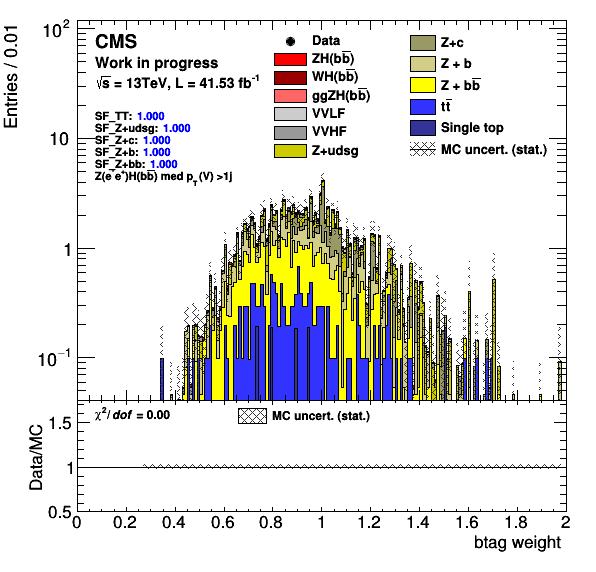 CMS
Work in progress
√s = 13TeV, L = 41.53 fb⁻¹
SF_TT: 1.000
SF_Z+udsg: 1.000
SF_Z+c: 1.000
SF_Z+b: 1.000
SF_Z+bb: 1.000
Z(e⁻e⁺)H(bb̅) med p_T(V) >1j
Data
ZH(bb̅)
WH(bb̅)
ggZH(bb̅)
VVLF
VVHF
Z+udsg
Z+c
Z + b
Z + bb̅
tt̅
Single top
MC uncert. (stat.)
Entries / 0.01
10²
10
1
10⁻¹
χ²/dof = 0.00
MC uncert. (stat.)
Data/MC
1.5
1
0.5
0 0.2 0.4 0.6 0.8 1 1.2 1.4 1.6 1.8 2
btag weight